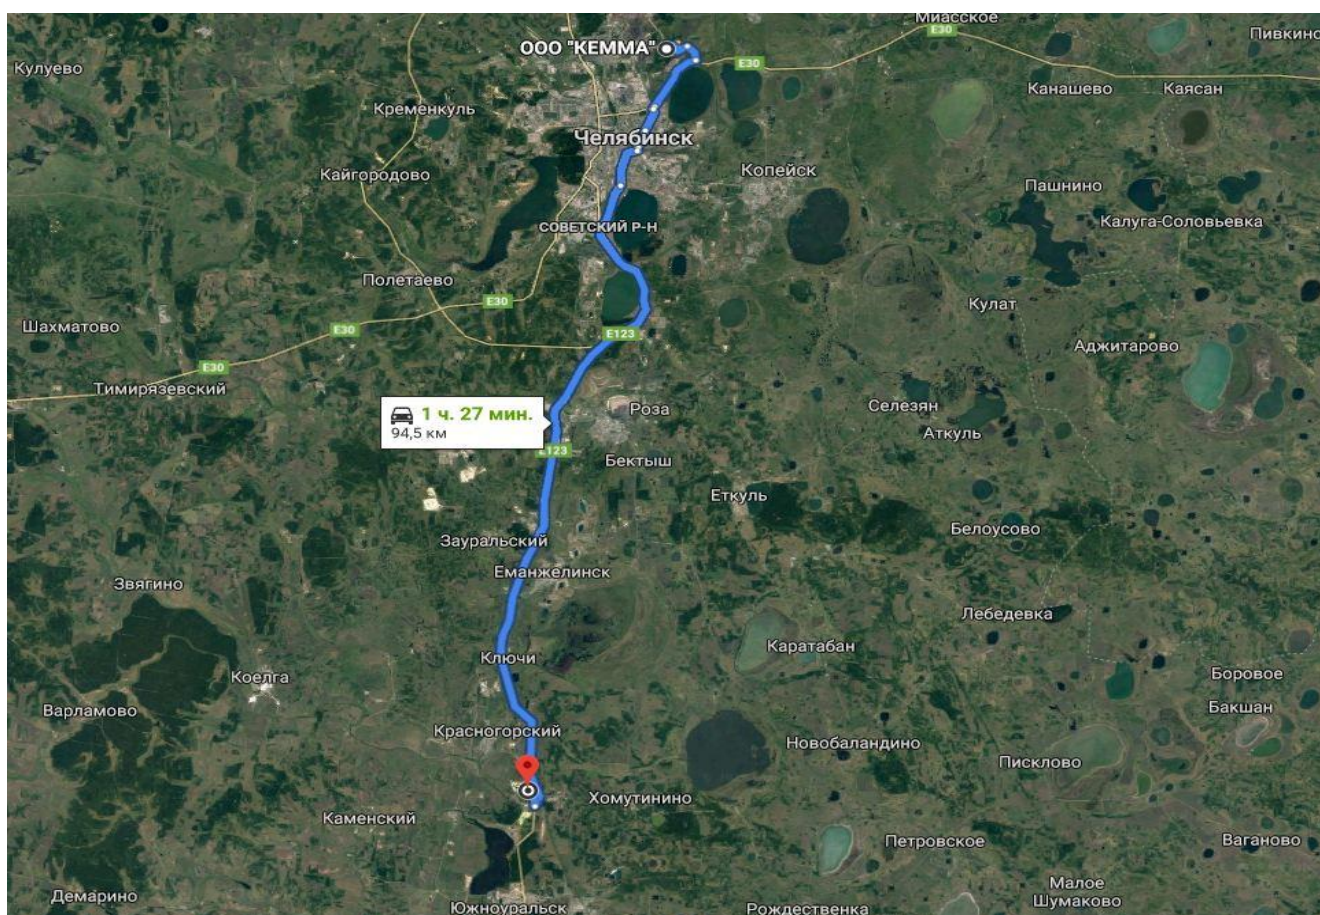 Миасское
E30
Пивкино
ООО "КЕММА"
E30
Кулуево
Канашево
Каясан
Кременкуль
Челябинск
Копейск
Кайгородово
Пашнино
Калуга-Соловьевка
СОВЕТСКИЙ Р-Н
Полетаево
E30
Кулат
Шахматово
E30
E123
Аджитарово
E30
Тимирязевский
1 ч. 27 мин.
94,5 км
Роза
Селезян
Аткуль
E123
Бектыш
Еткуль
Белоусово
Зауральский
Еманжелинск
Звягино
Лебедевка
Каратабан
Ключи
Коелга
Боровое
Варламово
Бакшан
Красногорский
Новобаландино
Писклово
Хомутинино
Каменский
Петровское
Ваганово
Малое
Шумаково
Демарино
Южноуральск
Рождественка